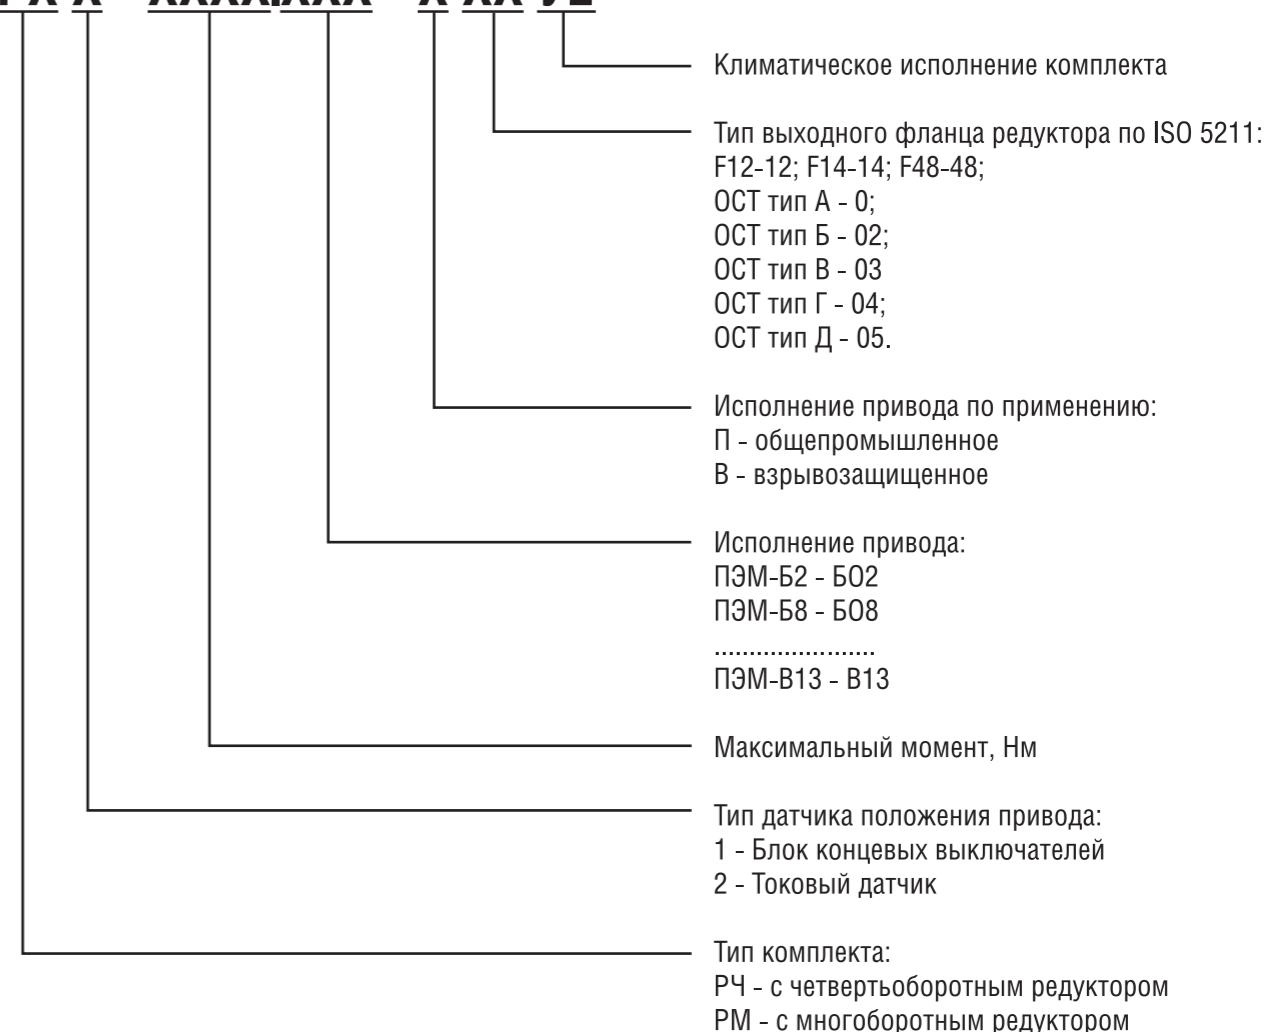 Климатическое исполнение комплекта
Тип выходного фланца редуктора по ISO 5211:
F12-12; F14-14; F48-48;
ОСТ тип А - 0;
ОСТ тип Б - 02;
ОСТ тип В - 03
ОСТ тип Г - 04;
ОСТ тип Д - 05.
Исполнение привода по применению:
П - общепромышленное
В - взрывозащищенное
Исполнение привода:
ПЭМ-Б2 - БО2
ПЭМ-Б8 - БО8
.......................
ПЭМ-В13 - В13
Максимальный момент, Нм
Тип датчика положения привода:
1 - Блок концевых выключателей
2 - Токовый датчик
Тип комплекта:
РЧ - с четвертьоборотным редуктором
РМ - с многоборотным редуктором